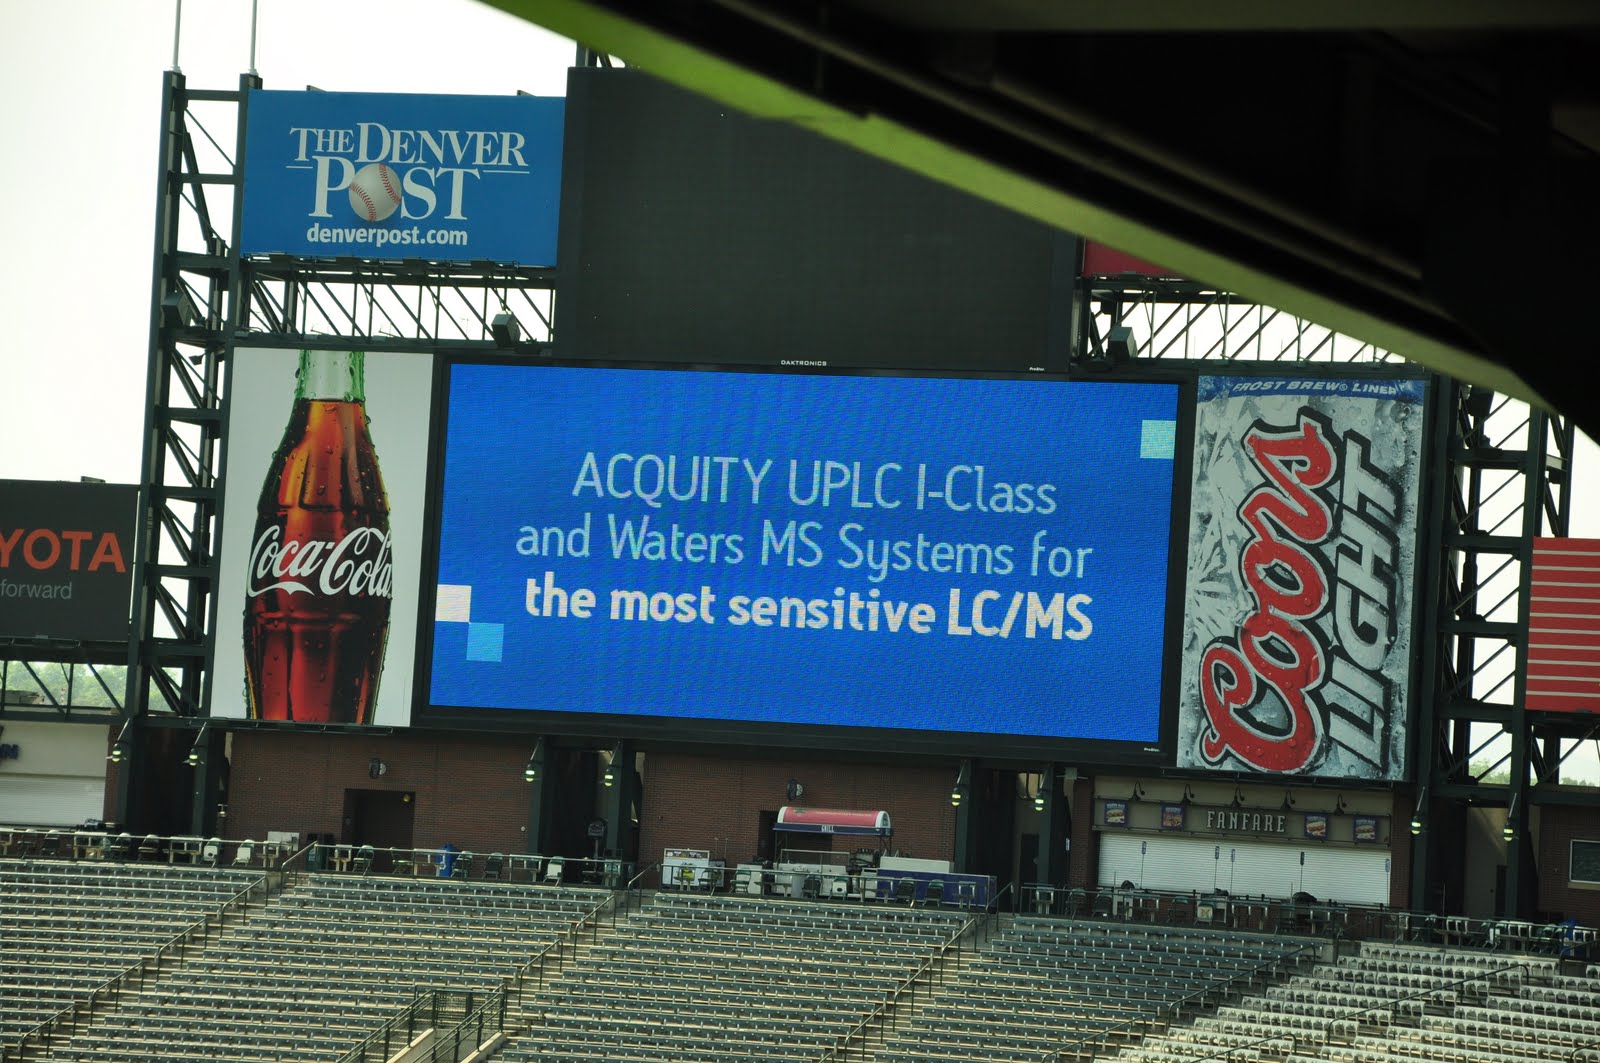 THE DENVER
POST
denverpost.com
DAKTRONICS
YOTA
forward
Coca-Cola
ACQUITY UPLC I-Class
and Waters MS Systems for
the most sensitive LC/MS
FROST BREW LINER
Coors
LIGHT
FANFARE